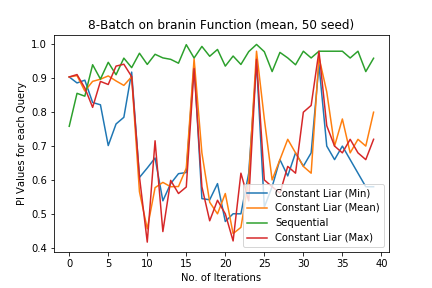 8-Batch on branin Function (mean, 50 seed)
PI Values for each Query
1.0
0.9
0.8
0.7
0.6
0.5
0.4
Constant Liar (Min)
Constant Liar (Mean)
Sequential
Constant Liar (Max)
0 5 10 15 20 25 30 35 40
No. of Iterations